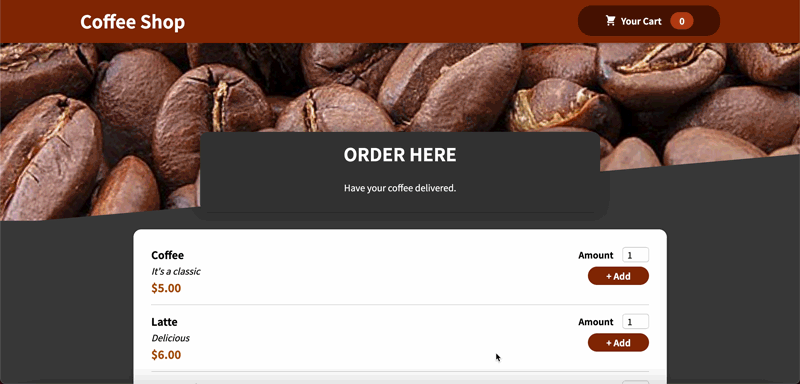 Coffee Shop
Your Cart 0
ORDER HERE
Have your coffee delivered.
Coffee
Amount 1
It's a classic
+ Add
$5.00
Latte
Amount 1
Delicious
+ Add
$6.00